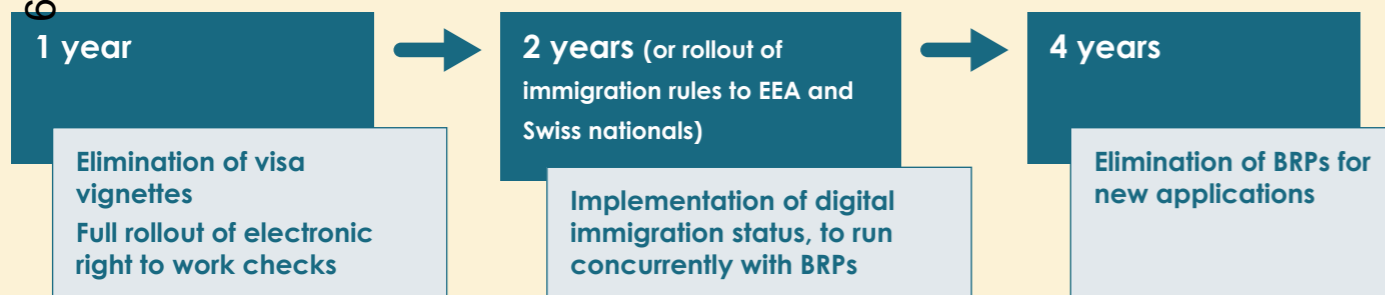 1 year
Elimination of visa
vignettes
Full rollout of electronic
right to work checks
2 years (or rollout of
immigration rules to EEA and
Swiss nationals)
Implementation of digital
immigration status, to run
concurrently with BRPs
4 years
Elimination of BRPs for
new applications